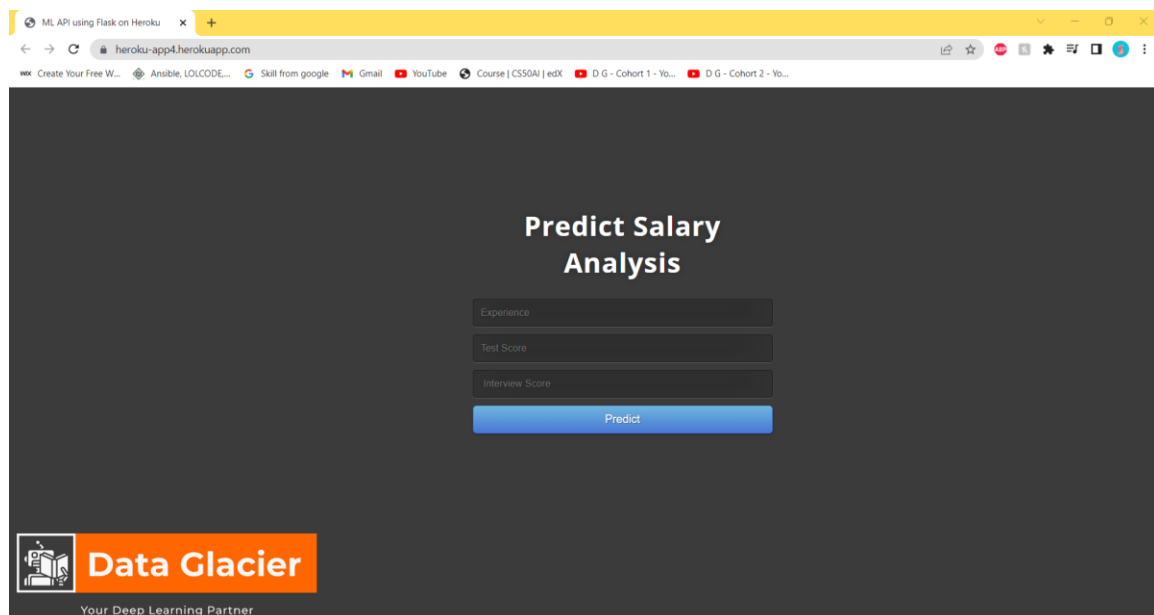 ML API using Flask on Heroku
heroku-app4.herokuapp.com
WIX Create Your Free W... Ansible, LOLCODE,... G Skill from google M Gmail YouTube Course | CS50AI | edX D G - Cohort 1 - Yo... D G - Cohort 2 - Yo...
Predict Salary
Analysis
Experience
Test Score
Interview Score
Predict
Data Glacier
Your Deep Learning Partner